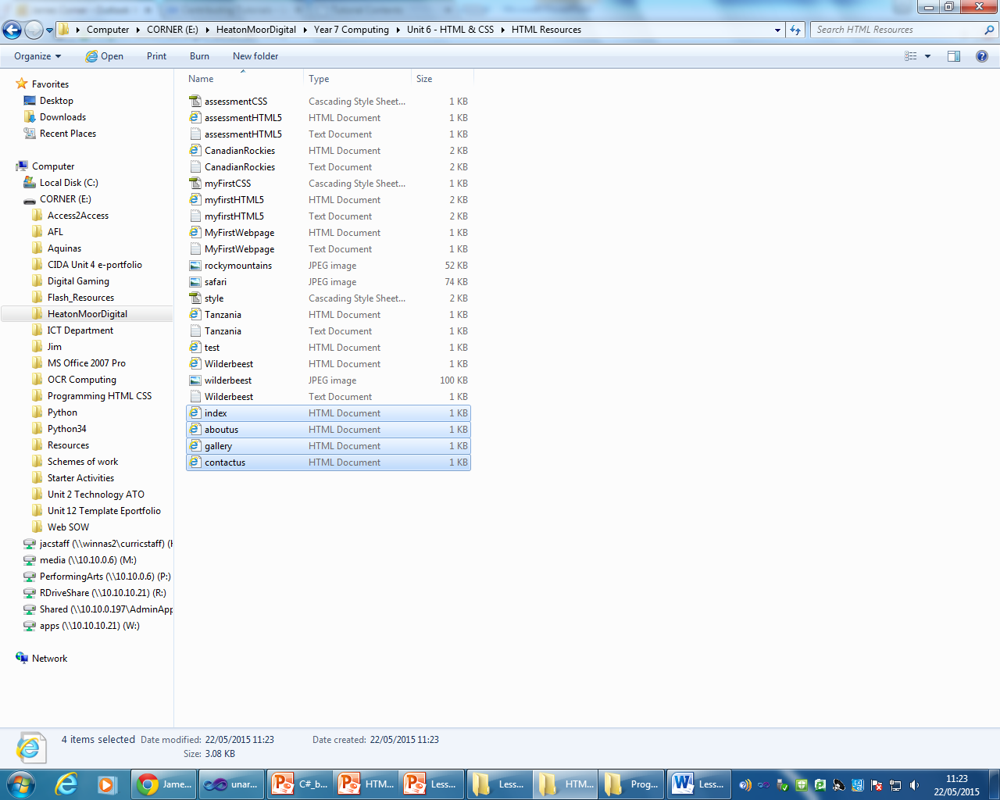 Computer CORNER (E:) HeatonMoorDigital Year 7 Computing Unit 6 - HTML & CSS HTML Resources Search HTML Resources
Organize Open Print Burn New folder
Name Type Size
Favorites
Desktop
Downloads
Recent Places
Computer
Local Disk (C:)
CORNER (E:)
Access2Access
AFL
Aquinas
CIDA Unit 4 e-portfolio
Digital Gaming
Flash_Resources
HeatonMoorDigital
ICT Department
Jim
MS Office 2007 Pro
OCR Computing
Programming HTML CSS
Python
Python34
Resources
Schemes of work
Starter Activities
Unit 2 Technology ATO
Unit 12 Template Eportfolio
Web SOW
jacstaff (\\winnas2\curricstaff) (H
media (\\10.10.0.6) (M:)
PerformingArts (\\10.10.0.6) (P:)
RDriveShare (\\10.10.10.21) (R:)
Shared (\\10.10.0.197\AdminApp
apps (\\10.10.10.21) (W:)
Network
assessmentCSS Cascading Style Sheet... 1 KB
assessmentHTML5 HTML Document 1 KB
assessmentHTML5 Text Document 1 KB
CanadianRockies HTML Document 2 KB
CanadianRockies Text Document 2 KB
myFirstCSS Cascading Style Sheet... 1 KB
myfirstHTML5 HTML Document 2 KB
myfirstHTML5 Text Document 2 KB
MyFirstWebpage HTML Document 1 KB
MyFirstWebpage Text Document 1 KB
rockymountains JPEG image 52 KB
safari JPEG image 74 KB
style Cascading Style Sheet... 2 KB
Tanzania HTML Document 1 KB
Tanzania Text Document 1 KB
test HTML Document 1 KB
Wilderbeest HTML Document 1 KB
wilderbeest JPEG image 100 KB
Wilderbeest Text Document 1 KB
index HTML Document 1 KB
aboutus HTML Document 1 KB
gallery HTML Document 1 KB
contactus HTML Document 1 KB
4 items selected Date modified: 22/05/2015 11:23 Date created: 22/05/2015 11:23
Size: 3.08 KB
Jame... unar... C#_b... HTM... Less... Less... HTM... Prog... Less... 11:23
22/05/2015